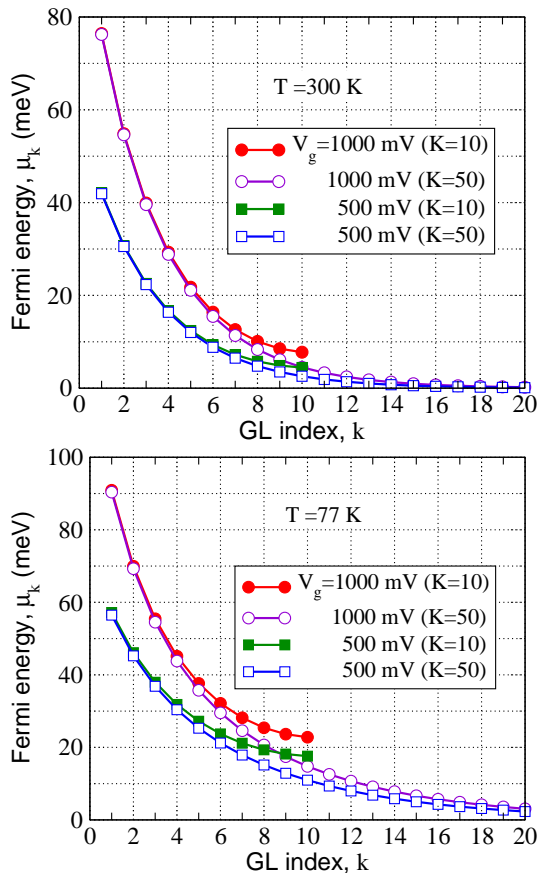 80
60
40
20
0
Fermi energy, μk (meV)
T =300 K
Vg=1000 mV (K=10)
1000 mV (K=50)
500 mV (K=10)
500 mV (K=50)
0 2 4 6 8 10 12 14 16 18 20
GL index, k
100
80
60
40
20
0
Fermi energy, μk (meV)
T =77 K
Vg=1000 mV (K=10)
1000 mV (K=50)
500 mV (K=10)
500 mV (K=50)
0 2 4 6 8 10 12 14 16 18 20
GL index, k